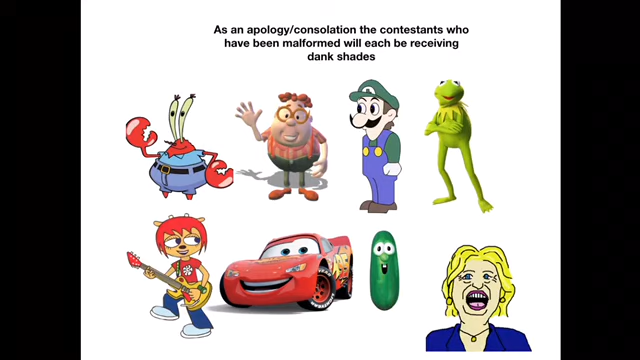 As an apology/consolation the contestants who
have been malformed will each be receiving
dank shades